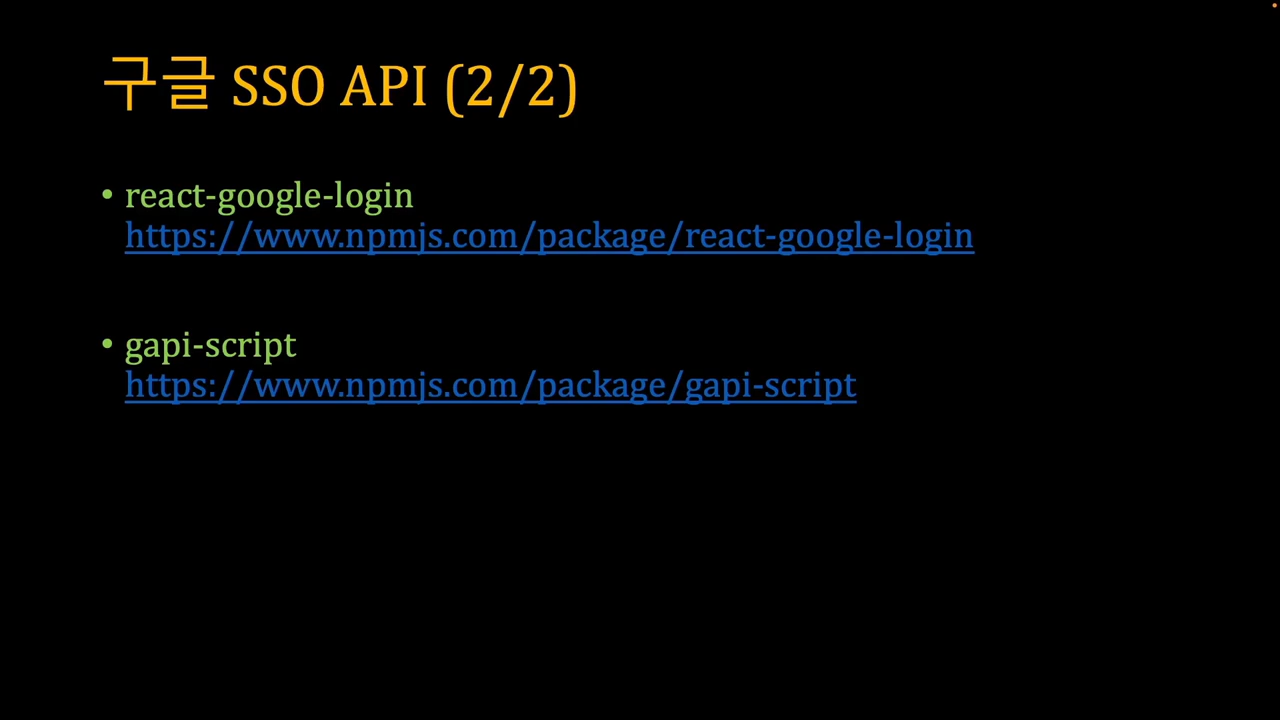 구글 SSO API (2/2)
• react-google-login
https://www.npmjs.com/package/react-google-login
• gapi-script
https://www.npmjs.com/package/gapi-script